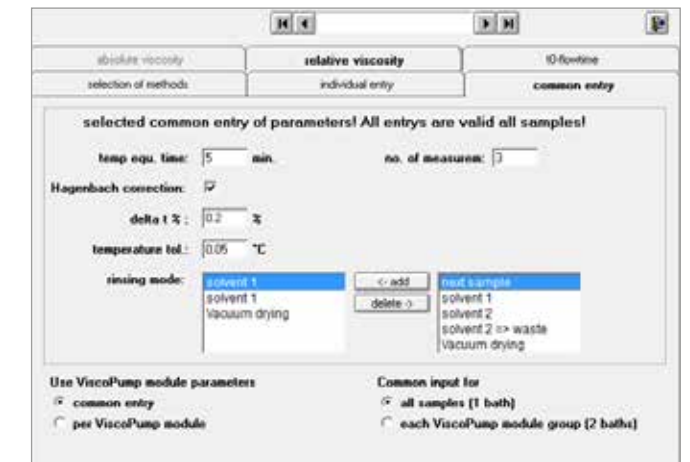 absolute viscosity relative viscosity t0-flowtime
selection of methods individual entry common entry
selected common entry of parameters! All entrys are valid all samples!
temp equ. time: 5 min. no. of measurem: 3
Hagenbach correction:
delta t % : 0.2 %
temperature tol.: 0.05 °C
rinsing mode: solvent 1 <- add next sample
solvent 1 delete -> solvent 1
Vacuum drying solvent 2
solvent 2 => waste
Vacuum drying
Use ViscoPump module parameters Common input for
common entry all samples (1 bath)
per ViscoPump module each ViscoPump module group (2 baths)